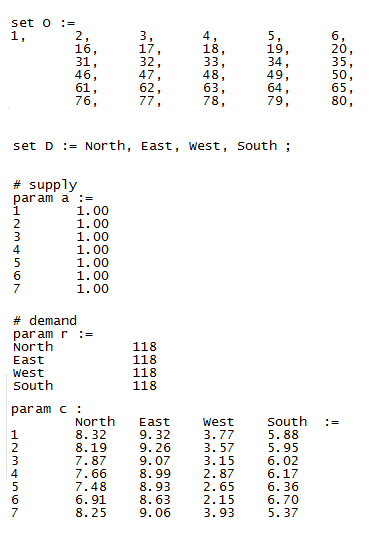 set O :=
1, 2, 3, 4, 5, 6,
16, 17, 18, 19, 20,
31, 32, 33, 34, 35,
46, 47, 48, 49, 50,
61, 62, 63, 64, 65,
76, 77, 78, 79, 80,
set D := North, East, West, South ;
# supply
param a :=
1 1.00
2 1.00
3 1.00
4 1.00
5 1.00
6 1.00
7 1.00
# demand
param r :=
North 118
East 118
West 118
South 118
param c :
North East West South :=
1 8.32 9.32 3.77 5.88
2 8.19 9.26 3.57 5.95
3 7.87 9.07 3.15 6.02
4 7.66 8.99 2.87 6.17
5 7.48 8.93 2.65 6.36
6 6.91 8.63 2.15 6.70
7 8.25 9.06 3.93 5.37